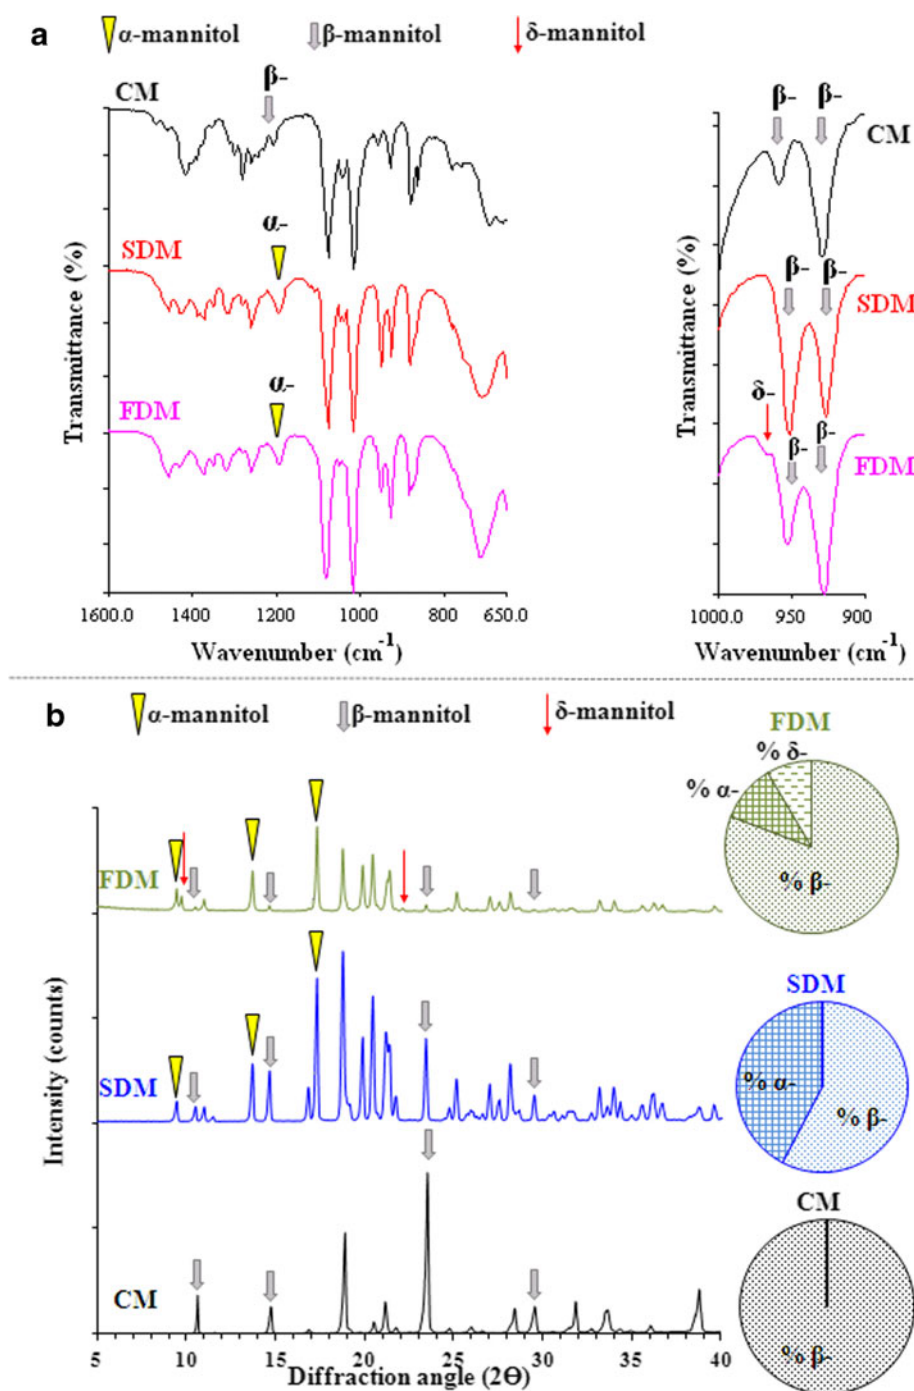 a
α-mannitol β-mannitol δ-mannitol
CM
β-
SDM
α-
FDM
α-
Transmittance (%)
1600.0 1400 1200 1000 800 650.0
Wavenumber (cm-1)
β- β-
CM
β- β-
SDM
δ-
β- β-
FDM
Transmittance (%)
1000.0 950 900
Wavenumber (cm-1)
b
α-mannitol β-mannitol δ-mannitol
FDM
SDM
CM
Intensity (counts)
5 10 15 20 25 30 35 40
Diffraction angle (2Θ)
FDM
% δ-
% α-
% β-
SDM
% α-
% β-
CM
% β-